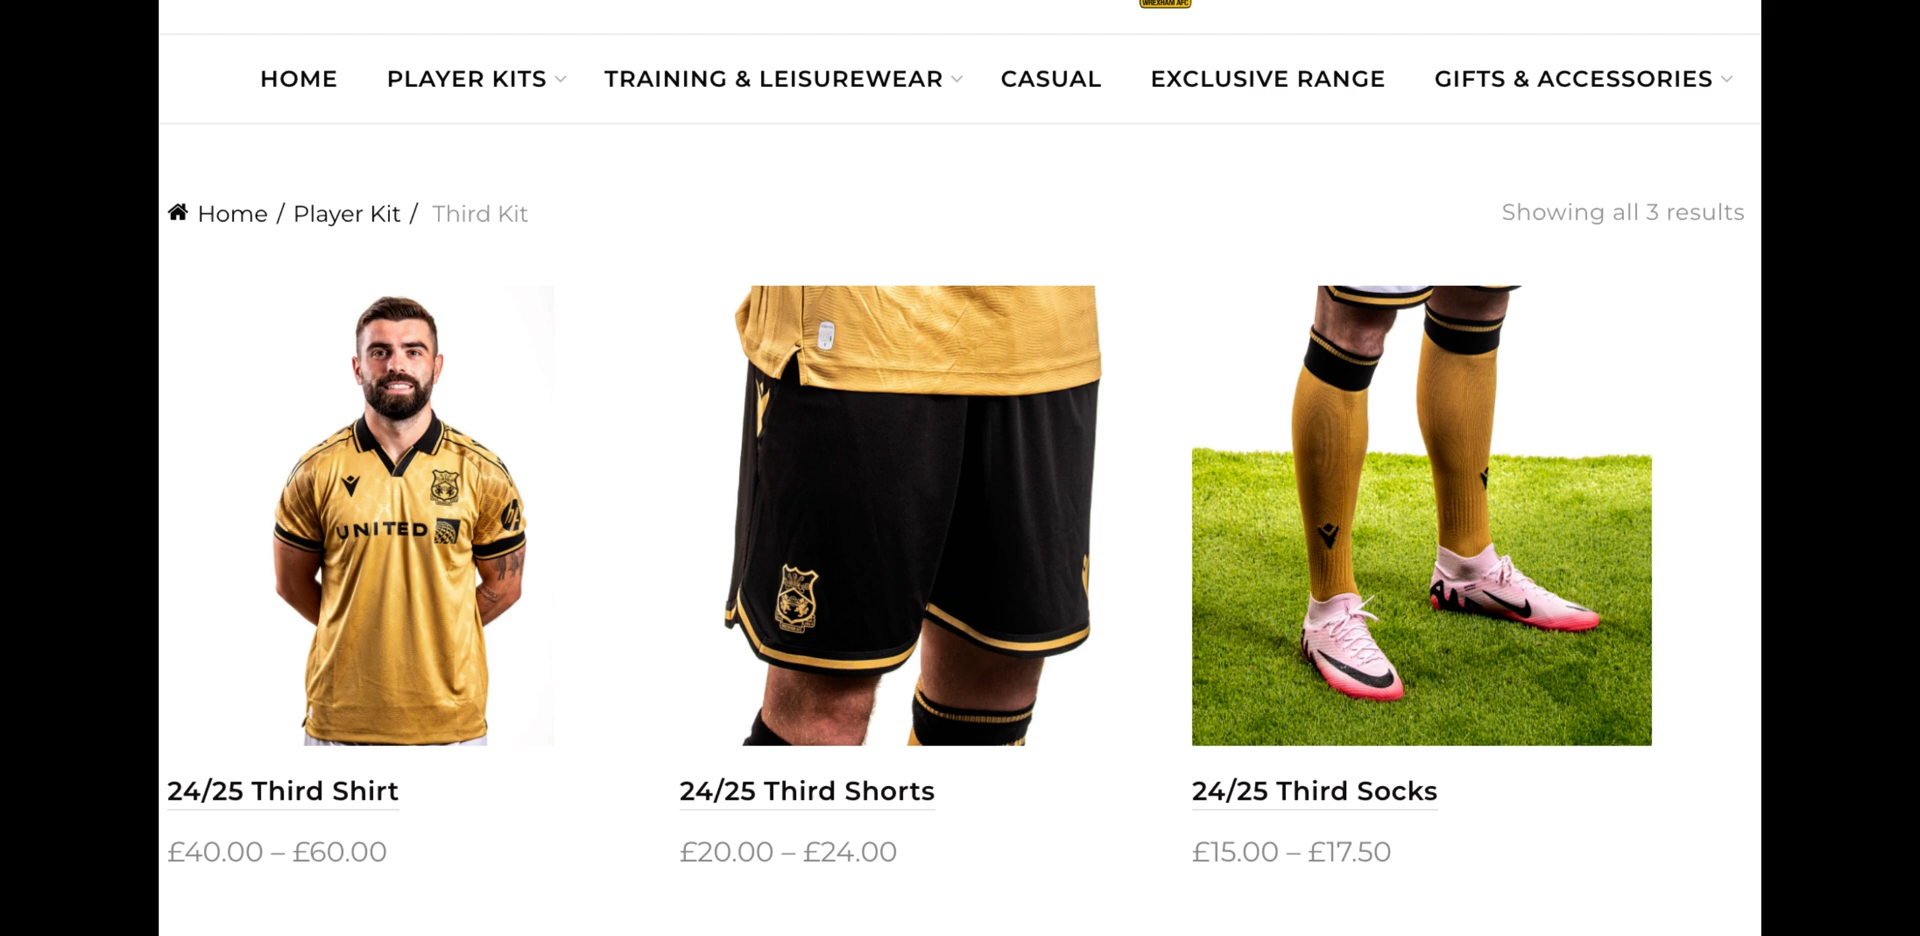 WREXHAM AFC
HOME PLAYER KITS TRAINING & LEISUREWEAR CASUAL EXCLUSIVE RANGE GIFTS & ACCESSORIES
Home / Player Kit / Third Kit
Showing all 3 results
UNITED
24/25 Third Shirt
£40.00 – £60.00
24/25 Third Shorts
£20.00 – £24.00
24/25 Third Socks
£15.00 – £17.50